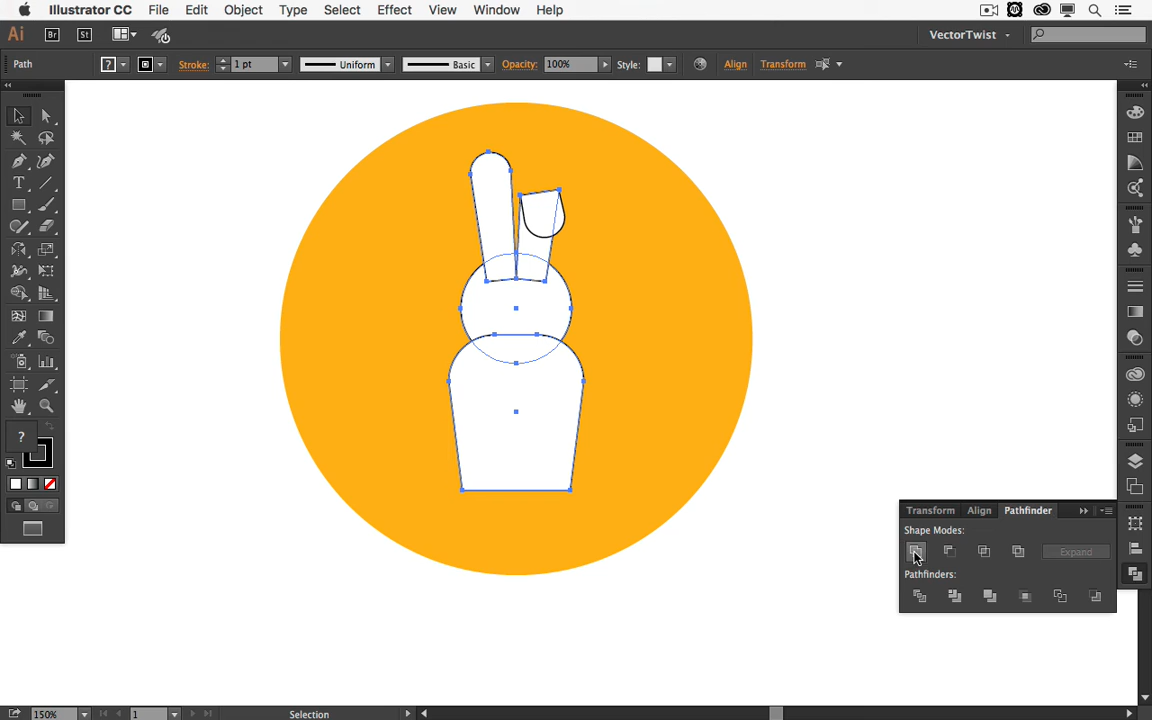 Illustrator CC File Edit Object Type Select Effect View Window Help
Ai Br St VectorTwist
Path ? Stroke: 1 pt Uniform Basic Opacity: 100% Style: Align Transform
T
?
Transform Align Pathfinder
Shape Modes:
Expand
Pathfinders:
150% 1 Selection